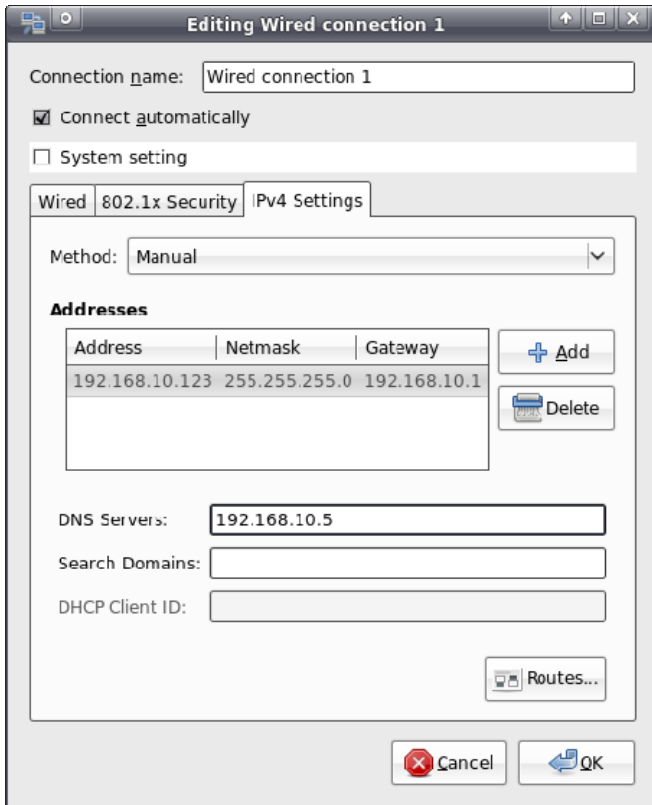 Editing Wired connection 1
Connection name: Wired connection 1
Connect automatically
System setting
Wired 802.1x Security IPv4 Settings
Method: Manual
Addresses
Address Netmask Gateway
Add
192.168.10.123 255.255.255.0 192.168.10.1
Delete
DNS Servers: 192.168.10.5
Search Domains:
DHCP Client ID:
Routes...
Cancel OK